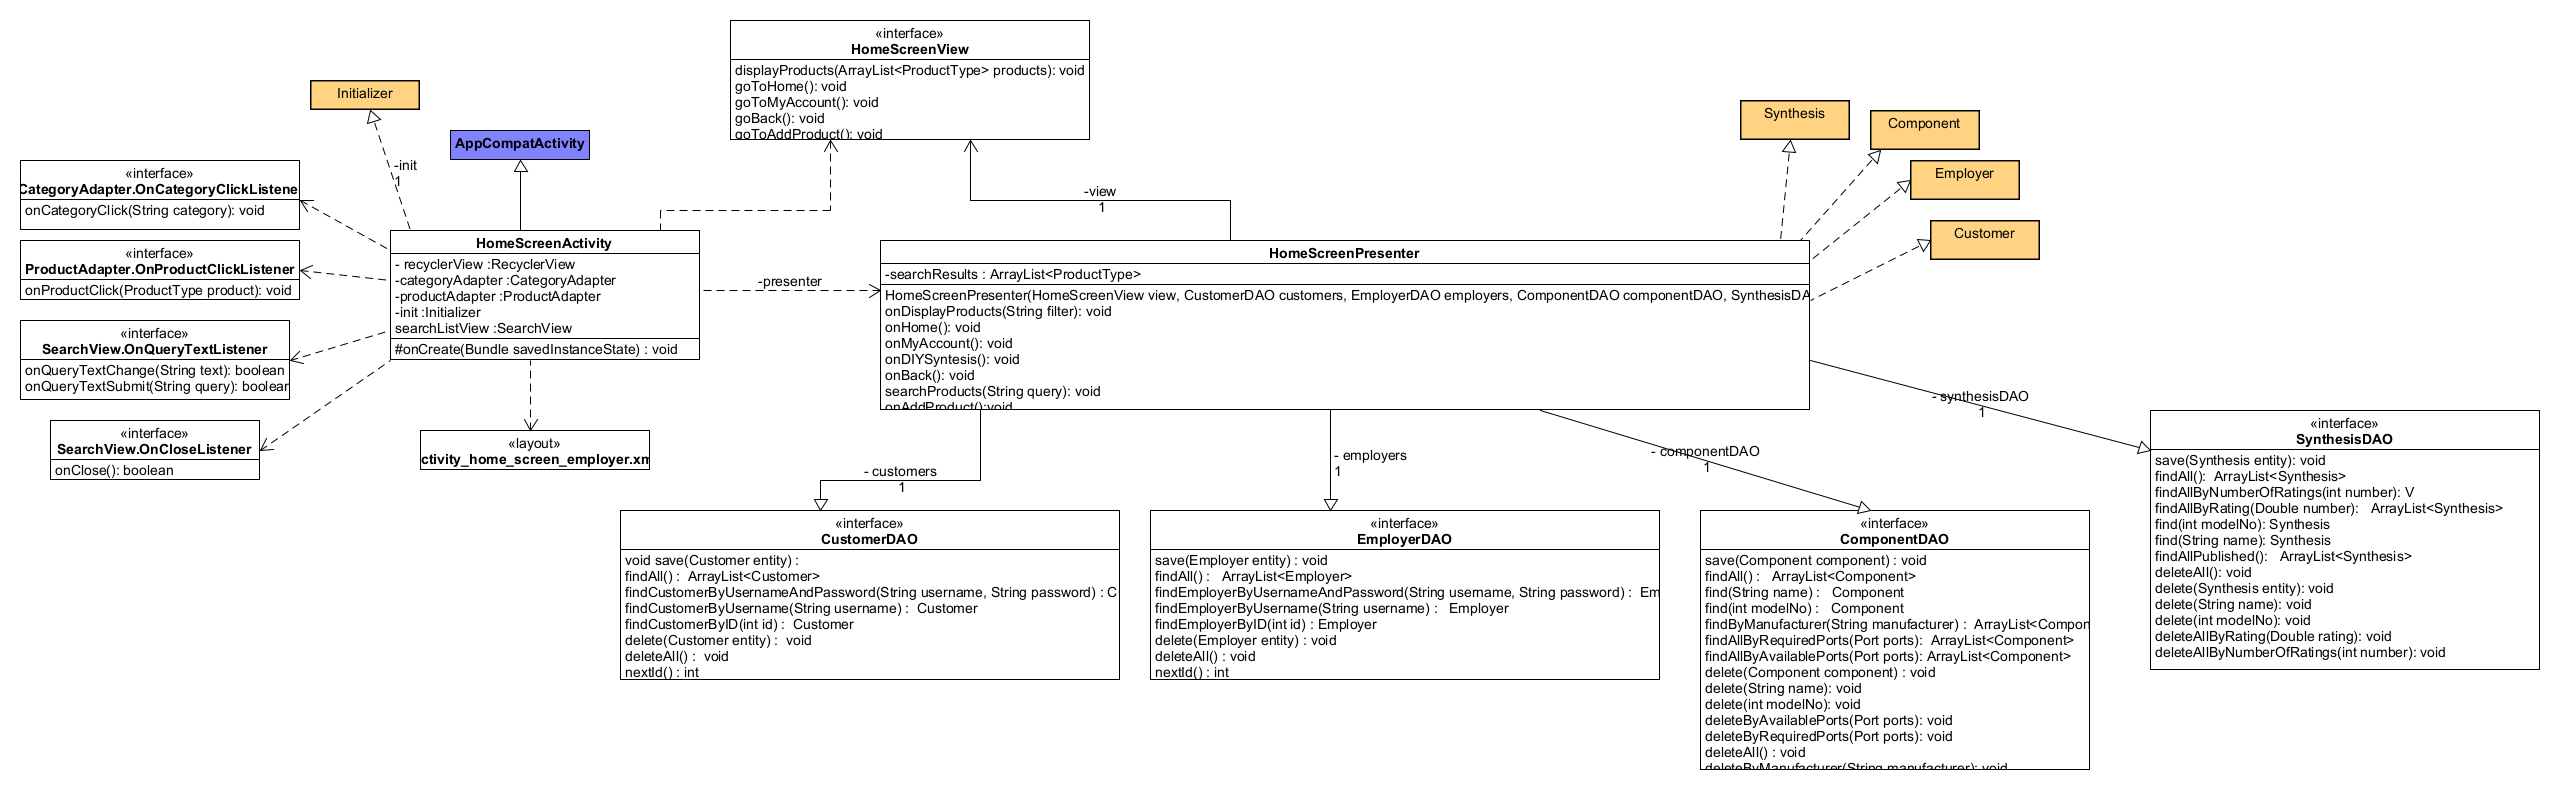 «interface»
HomeScreenView
displayProducts(ArrayList<ProductType> products): void
goToHome(): void
goToMyAccount(): void
goBack(): void
goToAddProduct(): void
Initializer
AppCompatActivity
-init
1
«interface»
CategoryAdapter.OnCategoryClickListene
onCategoryClick(String category): void
«interface»
ProductAdapter.OnProductClickListener
onProductClick(ProductType product): void
«interface»
SearchView.OnQueryTextListener
onQueryTextChange(String text): boolean
onQueryTextSubmit(String query): boolear
«interface»
SearchView.OnCloseListener
onClose(): boolean
HomeScreenActivity
- recyclerView :RecyclerView
-categoryAdapter :CategoryAdapter
-productAdapter :ProductAdapter
-init :Initializer
searchListView :SearchView
#onCreate(Bundle savedInstanceState) : void
«layout»
ctivity_home_screen_employer.xm
-presenter
-view
1
Synthesis
Component
Employer
Customer
HomeScreenPresenter
-searchResults : ArrayList<ProductType>
HomeScreenPresenter(HomeScreenView view, CustomerDAO customers, EmployerDAO employers, ComponentDAO componentDAO, SynthesisDA
onDisplayProducts(String filter): void
onHome(): void
onMyAccount(): void
onDIYSyntesis(): void
onBack(): void
searchProducts(String query): void
onAddProduct():void
- customers
1
- employers
1
- componentDAO
1
- synthesisDAO
1
«interface»
CustomerDAO
void save(Customer entity) :
findAll() : ArrayList<Customer>
findCustomerByUsernameAndPassword(String username, String password) : C
findCustomerByUsername(String username) : Customer
findCustomerByID(int id) : Customer
delete(Customer entity) : void
deleteAll() : void
nextId() : int
«interface»
EmployerDAO
save(Employer entity) : void
findAll() : ArrayList<Employer>
findEmployerByUsernameAndPassword(String username, String password) : Em
findEmployerByUsername(String username) : Employer
findEmployerByID(int id) : Employer
delete(Employer entity) : void
deleteAll() : void
nextId() : int
«interface»
ComponentDAO
save(Component component) : void
findAll() : ArrayList<Component>
find(String name) : Component
find(int modelNo) : Component
findByManufacturer(String manufacturer) : ArrayList<Compon
findAllByRequiredPorts(Port ports): ArrayList<Component>
findAllByAvailablePorts(Port ports): ArrayList<Component>
delete(Component component) : void
delete(String name): void
delete(int modelNo): void
deleteByAvailablePorts(Port ports): void
deleteByRequiredPorts(Port ports): void
deleteAll() : void
deleteByManufacturer(String manufacturer): void
«interface»
SynthesisDAO
save(Synthesis entity): void
findAll(): ArrayList<Synthesis>
findAllByNumberOfRatings(int number): V
findAllByRating(Double number): ArrayList<Synthesis>
find(int modelNo): Synthesis
find(String name): Synthesis
findAllPublished(): ArrayList<Synthesis>
deleteAll(): void
delete(Synthesis entity): void
delete(String name): void
delete(int modelNo): void
deleteAllByRating(Double rating): void
deleteAllByNumberOfRatings(int number): void